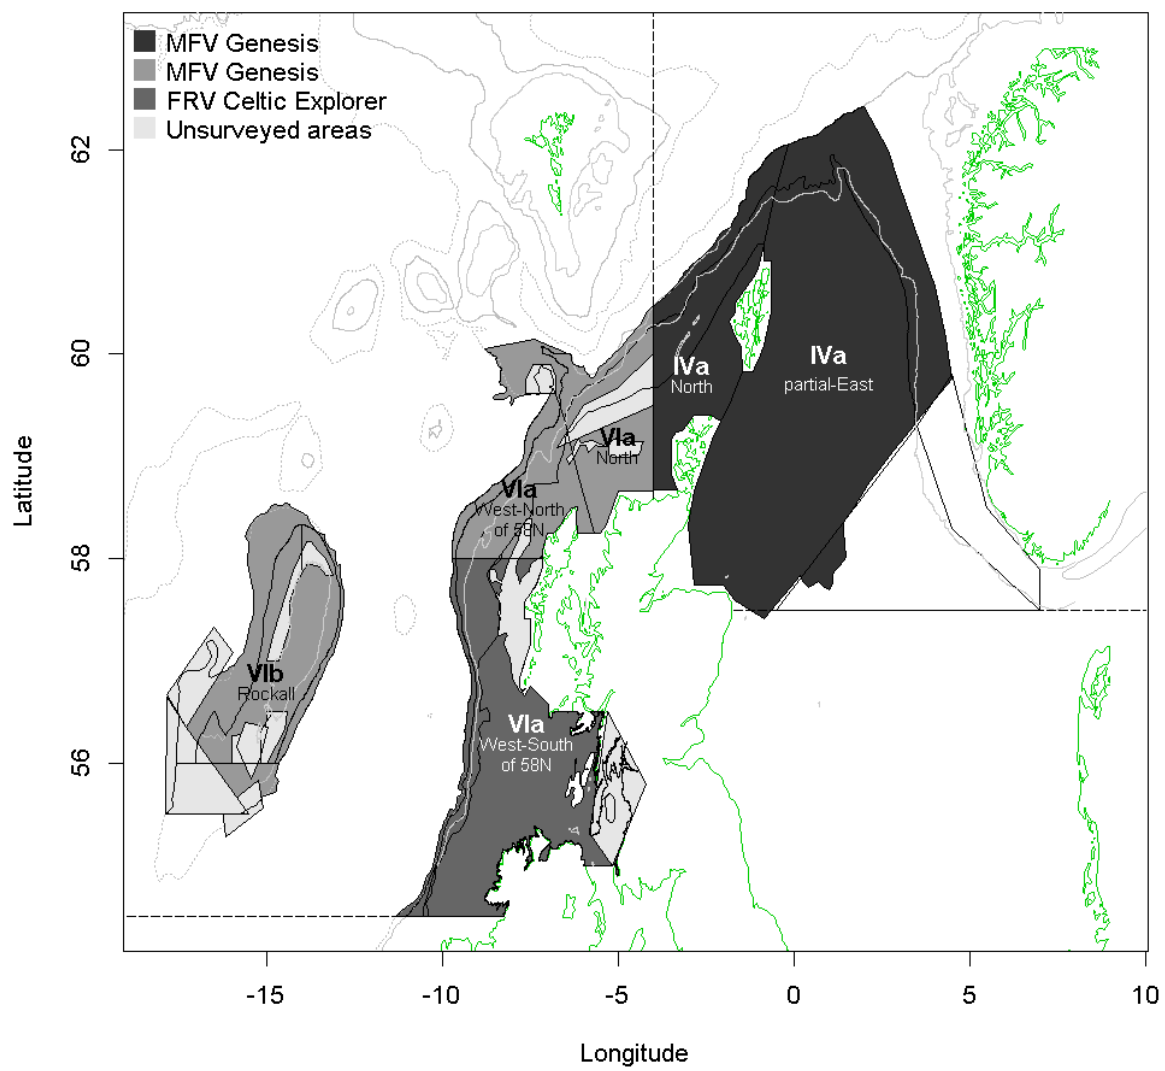 MFV Genesis
MFV Genesis
FRV Celtic Explorer
Unsurveyed areas
62
60
58
56
Latitude
IVa
North
IVa
partial-East
VIa
North
VIa
West-North
of 58N
VIb
Rockall
VIa
West-South
of 58N
-15
-10
-5
0
5
10
Longitude